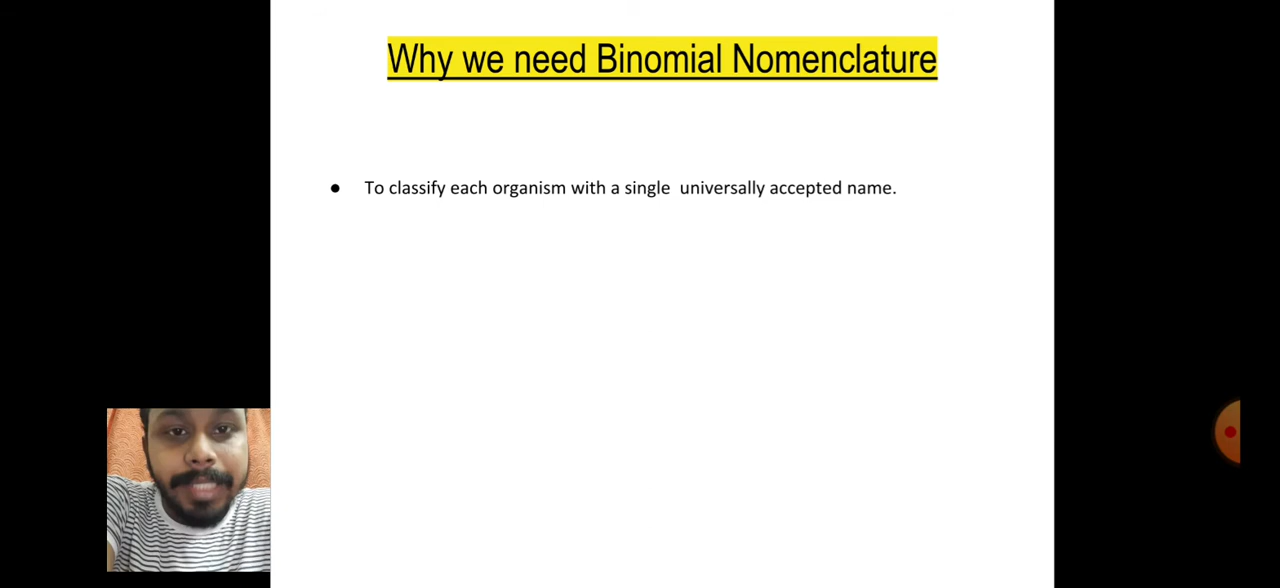 Why we need Binomial Nomenclature
● To classify each organism with a single  universally accepted name.